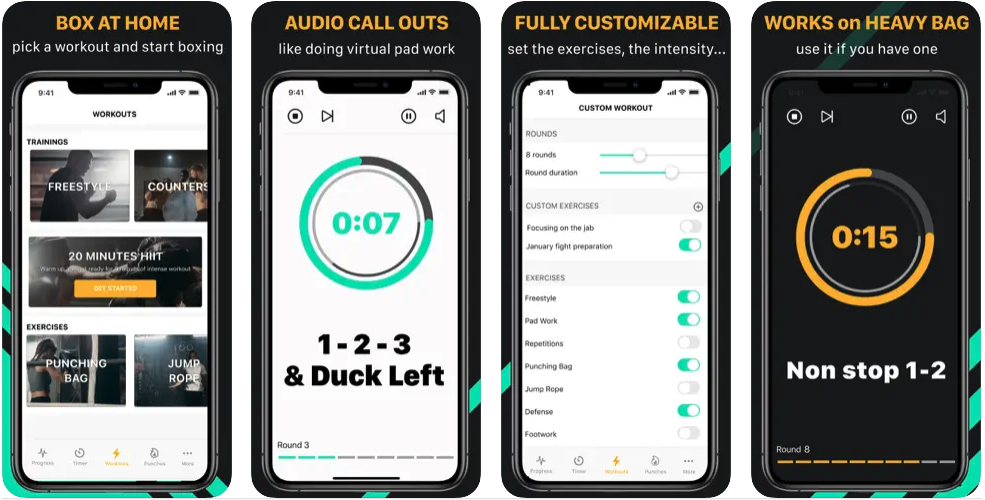 BOX AT HOME
pick a workout and start boxing
9:41
WORKOUTS
TRAININGS
FREESTYLE
COUNTERS
20 MINUTES HIIT
Warm up and get ready for 20 minuts of intense workout
GET STARTED
EXERCISES
PUNCHING
BAG
JUMP
ROPE
Progress
Timer
Workouts
Punches
More
AUDIO CALL OUTS
like doing virtual pad work
9:41
0:07
1 - 2 - 3
& Duck Left
Round 3
FULLY CUSTOMIZABLE
set the exercises, the intensity...
9:41
CUSTOM WORKOUT
ROUNDS
8 rounds
Round duration
CUSTOM EXERCISES
Focusing on the jab
January fight preparation
EXERCISES
Freestyle
Pad Work
Repetitions
Punching Bag
Jump Rope
Defense
Footwork
Progress
Timer
Workouts
Punches
More
WORKS on HEAVY BAG
use it if you have one
9:41
0:15
Non stop 1-2
Round 8